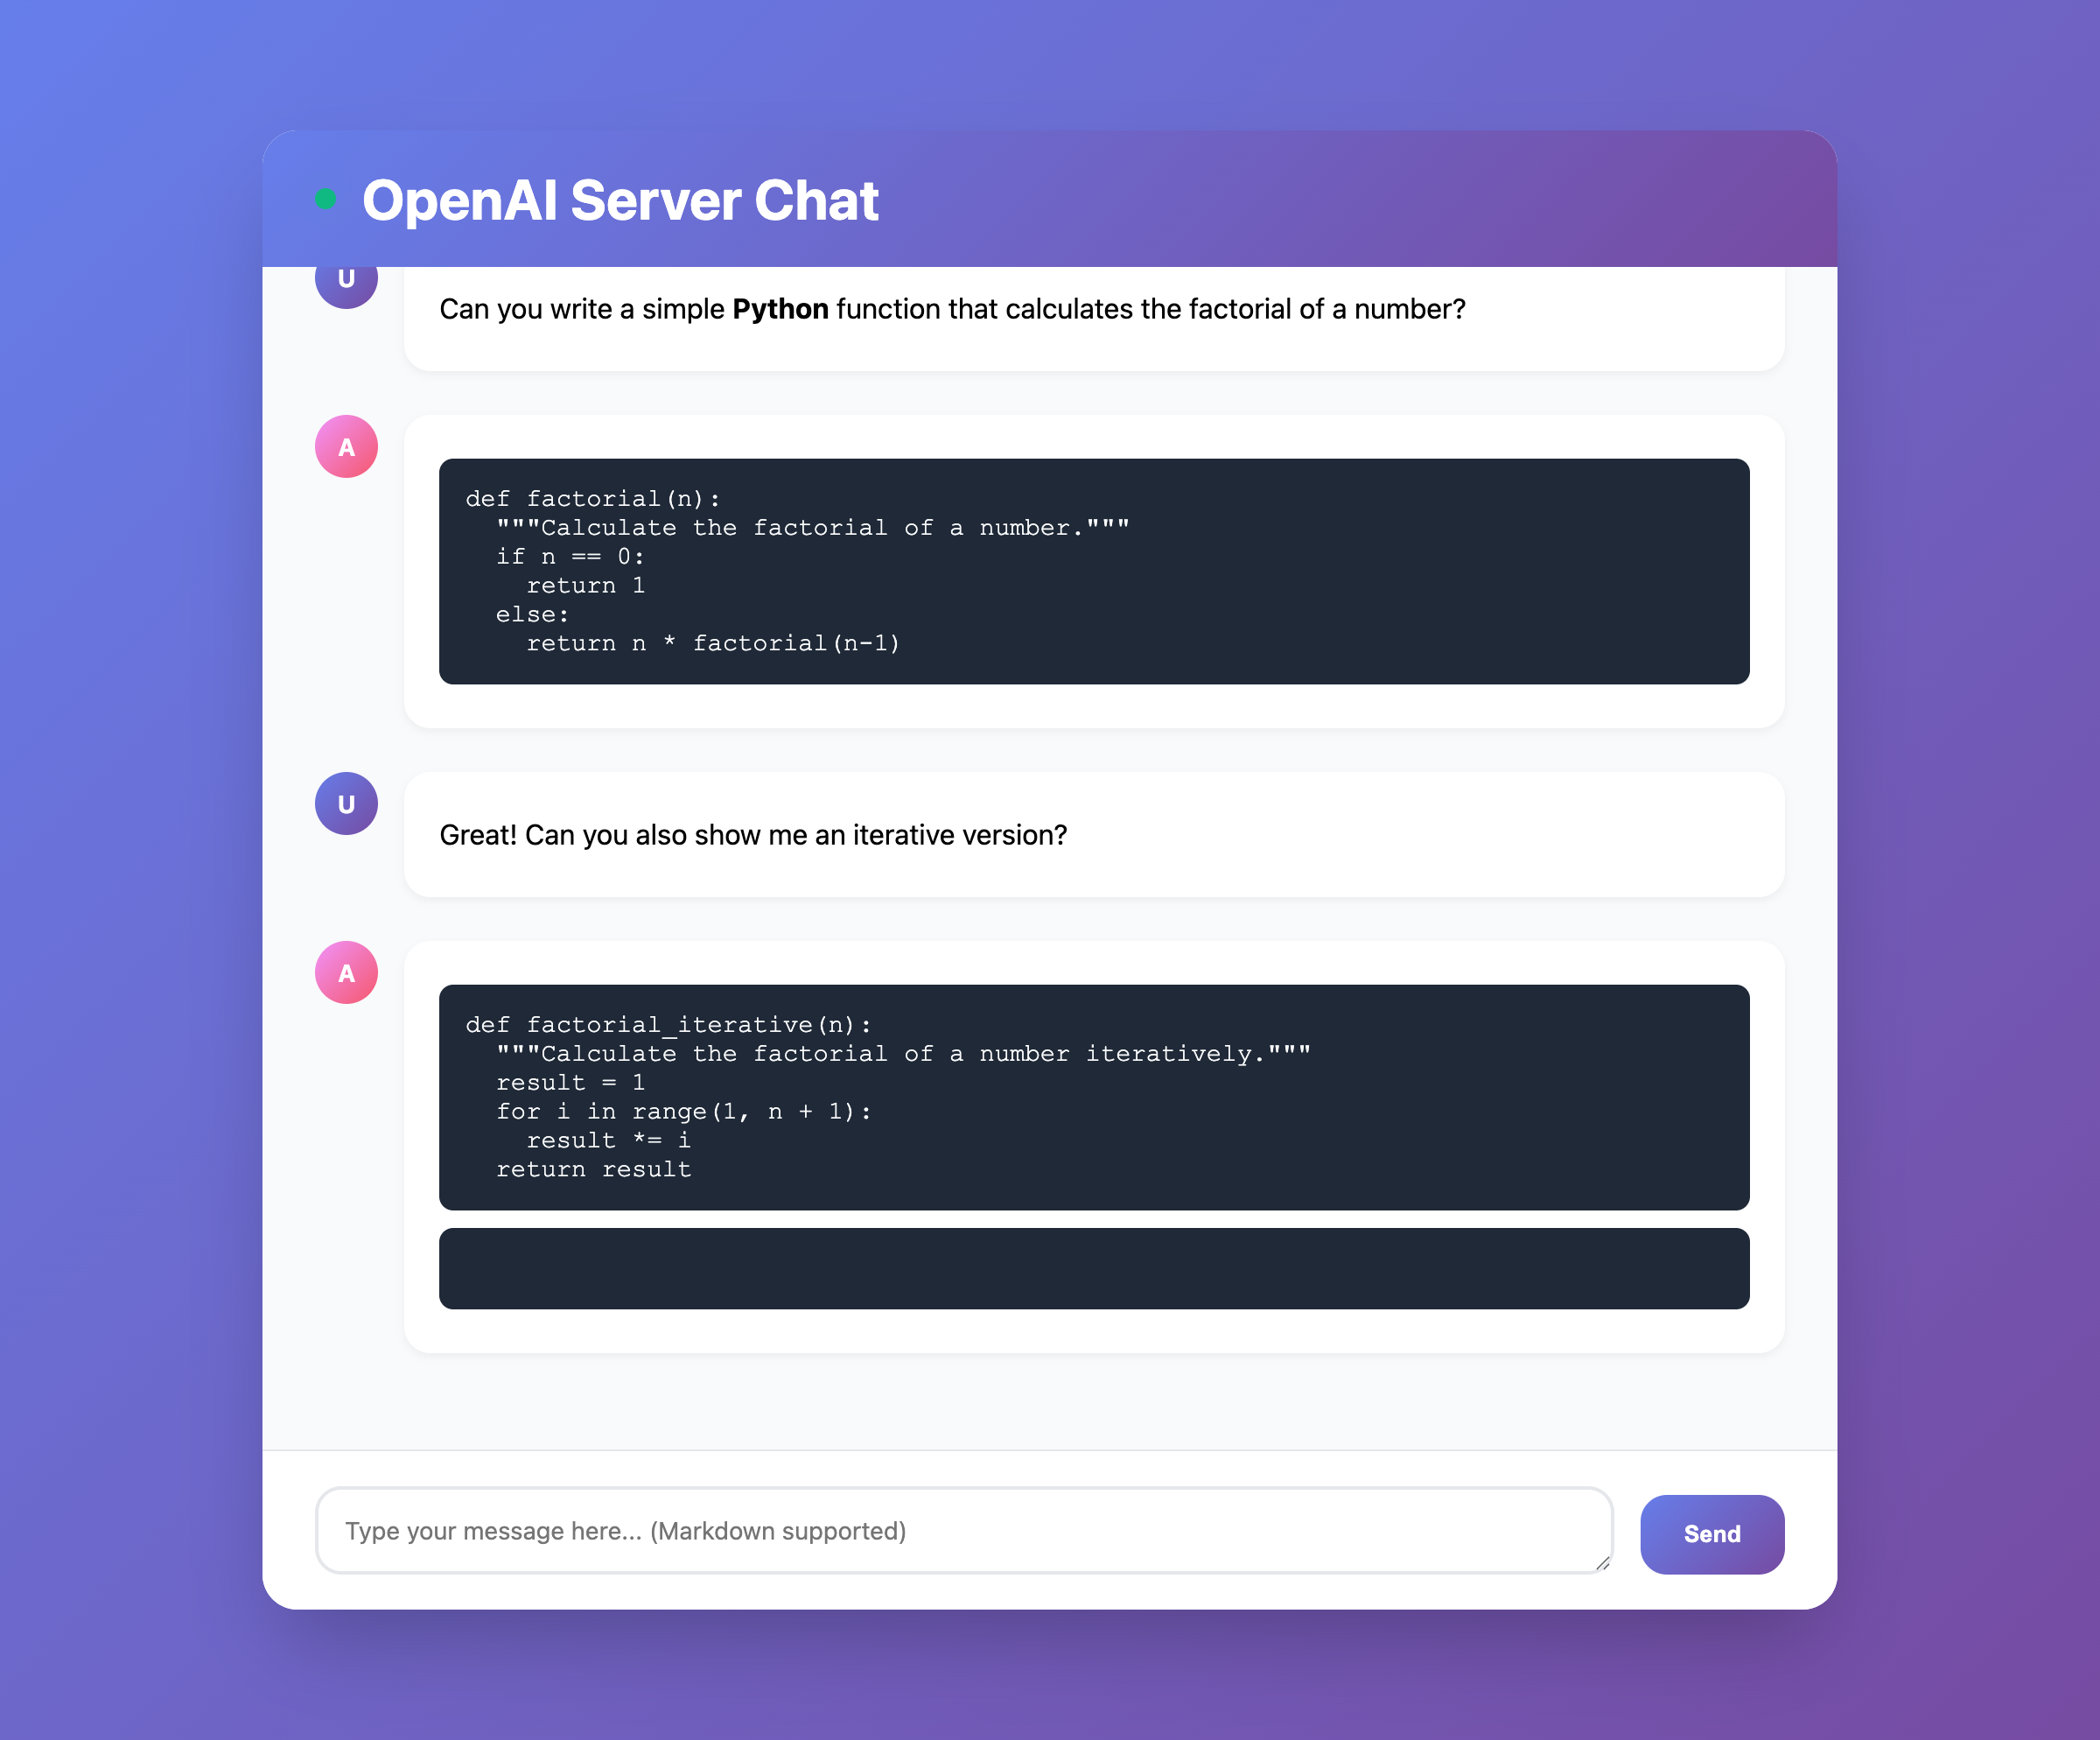 OpenAI Server Chat
U
Can you write a simple Python function that calculates the factorial of a number?
A
def factorial(n):
  """Calculate the factorial of a number."""
  if n == 0:
    return 1
  else:
    return n * factorial(n-1)
U
Great! Can you also show me an iterative version?
A
def factorial_iterative(n):
  """Calculate the factorial of a number iteratively."""
  result = 1
  for i in range(1, n + 1):
    result *= i
  return result
Type your message here... (Markdown supported)
Send